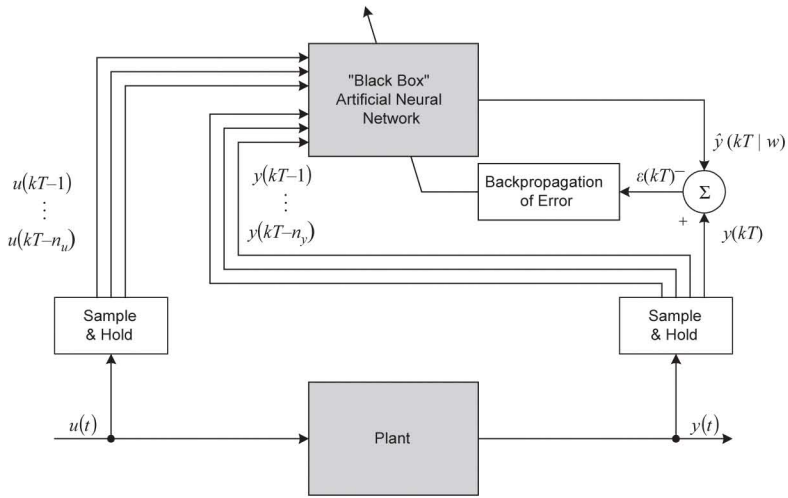 "Black Box"
Artificial Neural
Network
ŷ (kT | w)
u(kT–1)
⋮
u(kT–n_u)
y(kT–1)
⋮
y(kT–n_y)
Backpropagation
of Error
ε(kT)
–
Σ
+
y(kT)
Sample
& Hold
Sample
& Hold
u(t)
Plant
y(t)